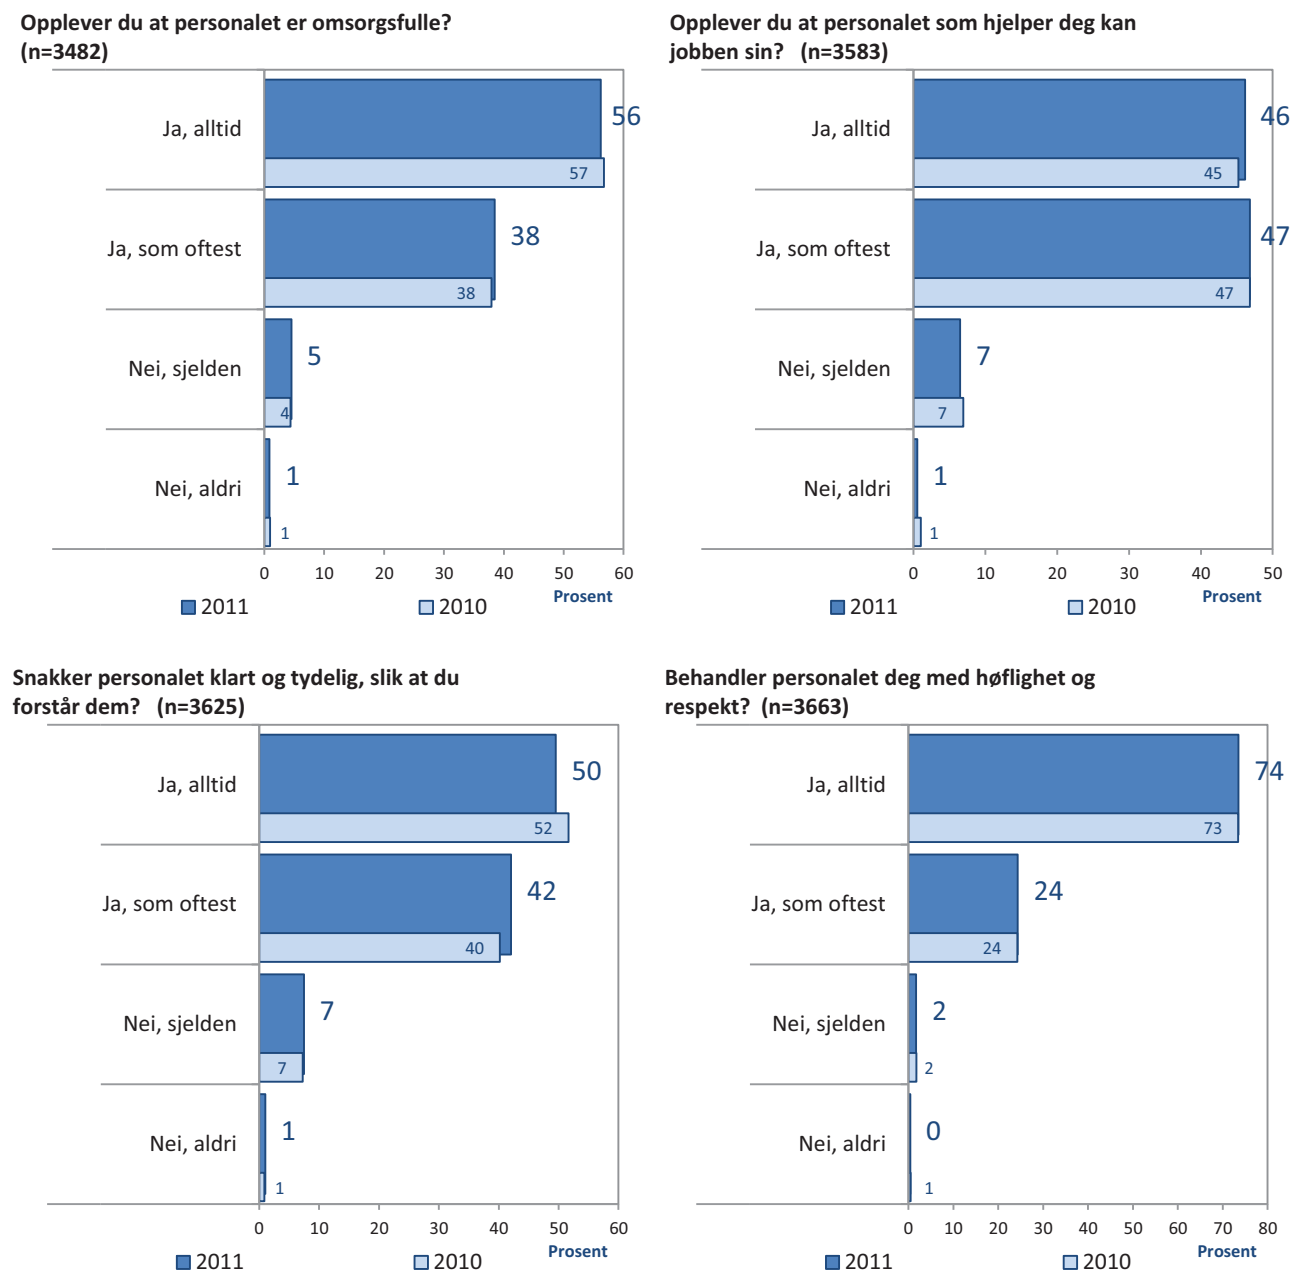 Opplever du at personalet er omsorgsfulle?
(n=3482)
Ja, alltid
56
57
Ja, som oftest
38
38
Nei, sjelden
5
4
Nei, aldri
1
1
0 10 20 30 40 50 60
Prosent
2011 2010
Opplever du at personalet som hjelper deg kan
jobben sin? (n=3583)
Ja, alltid
46
45
Ja, som oftest
47
47
Nei, sjelden
7
7
Nei, aldri
1
1
0 10 20 30 40 50
Prosent
2011 2010
Snakker personalet klart og tydelig, slik at du
forstår dem? (n=3625)
Ja, alltid
50
52
Ja, som oftest
42
40
Nei, sjelden
7
7
Nei, aldri
1
1
0 10 20 30 40 50 60
Prosent
2011 2010
Behandler personalet deg med høflighet og
respekt? (n=3663)
Ja, alltid
74
73
Ja, som oftest
24
24
Nei, sjelden
2
2
Nei, aldri
0
1
0 10 20 30 40 50 60 70 80
Prosent
2011 2010